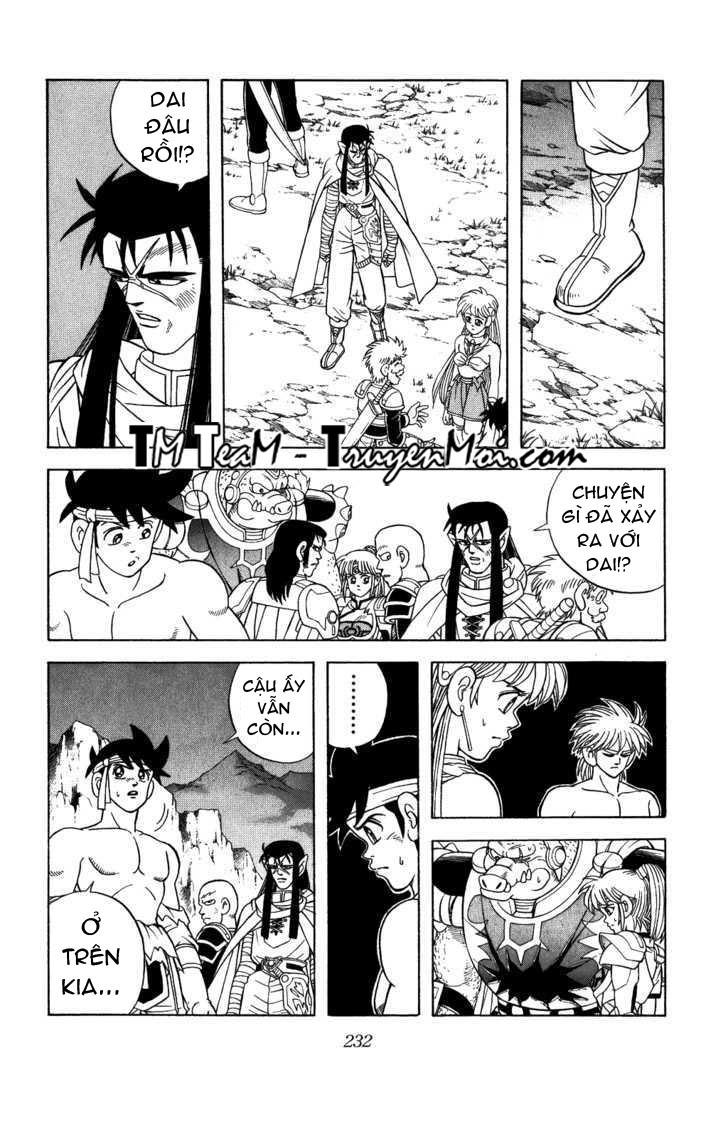 DAI
ĐÂU
RỒI!?
TM TeaM - TruyenMoi.com
CHUYỆN
GÌ ĐÃ XẢY
RA VỚI
DAI!?
CẬU ẤY
VẪN
CÒN...
.........
Ở
TRÊN
KIA...
232